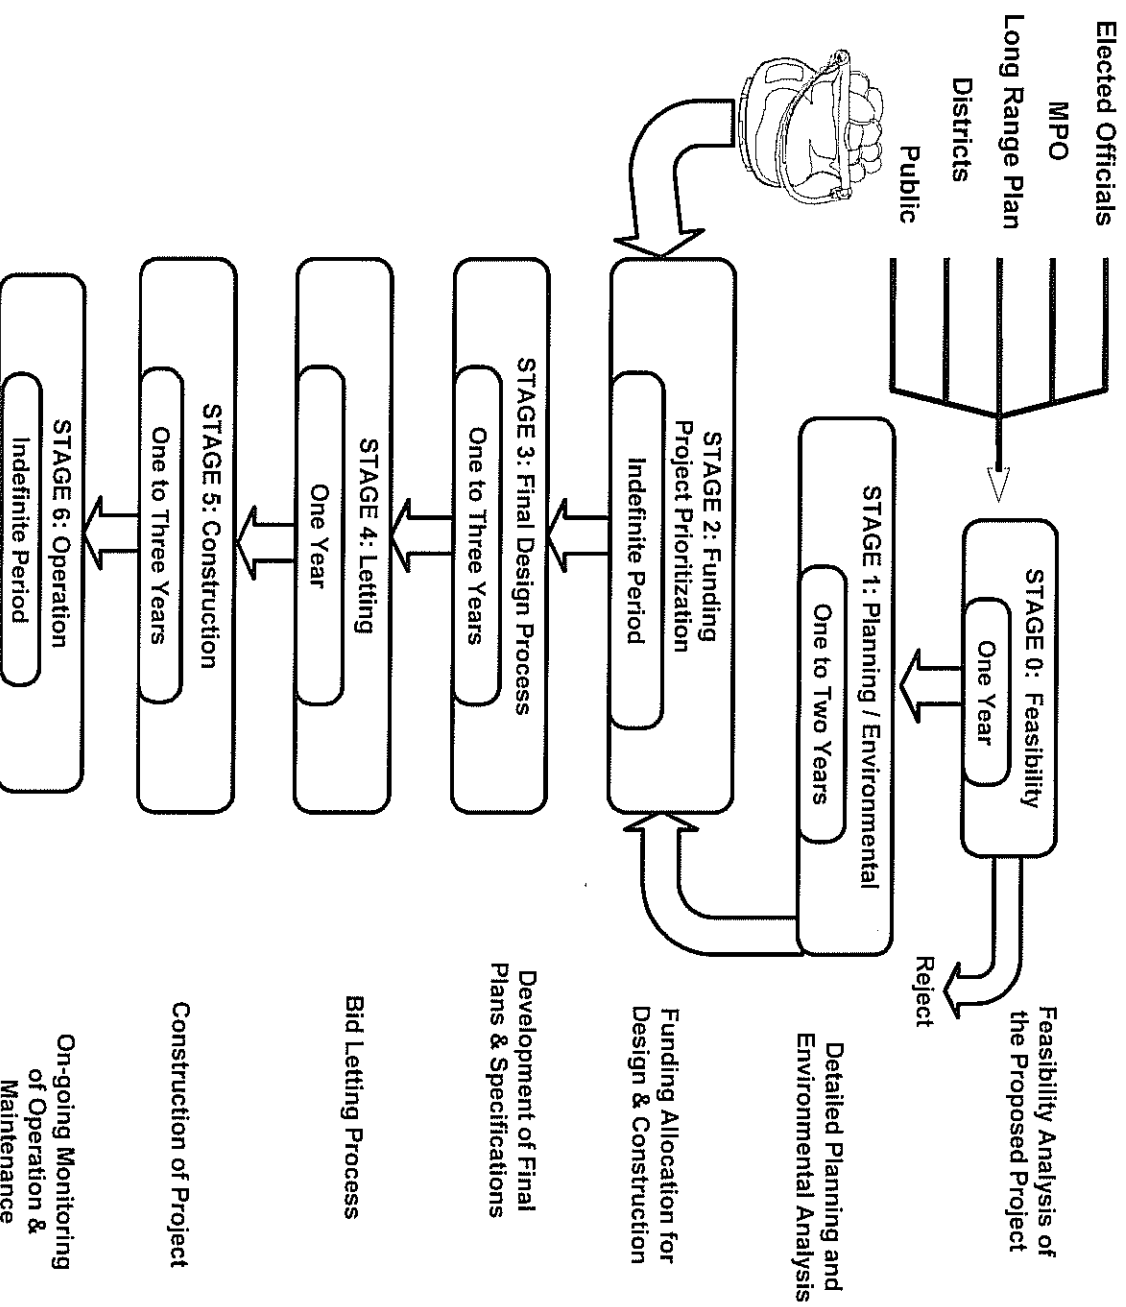 Elected Officials
MPO
Long Range Plan
Districts
Public
STAGE 0: Feasibility
One Year
Feasibility Analysis of
the Proposed Project
Reject
STAGE 1: Planning / Environmental
One to Two Years
Detailed Planning and
Environmental Analysis
STAGE 2: Funding
Project Prioritization
Indefinite Period
Funding Allocation for
Design & Construction
STAGE 3: Final Design Process
One to Three Years
Development of Final
Plans & Specifications
STAGE 4: Letting
One Year
Bid Letting Process
STAGE 5: Construction
One to Three Years
Construction of Project
STAGE 6: Operation
Indefinite Period
On-going Monitoring
of Operation &
Maintenance